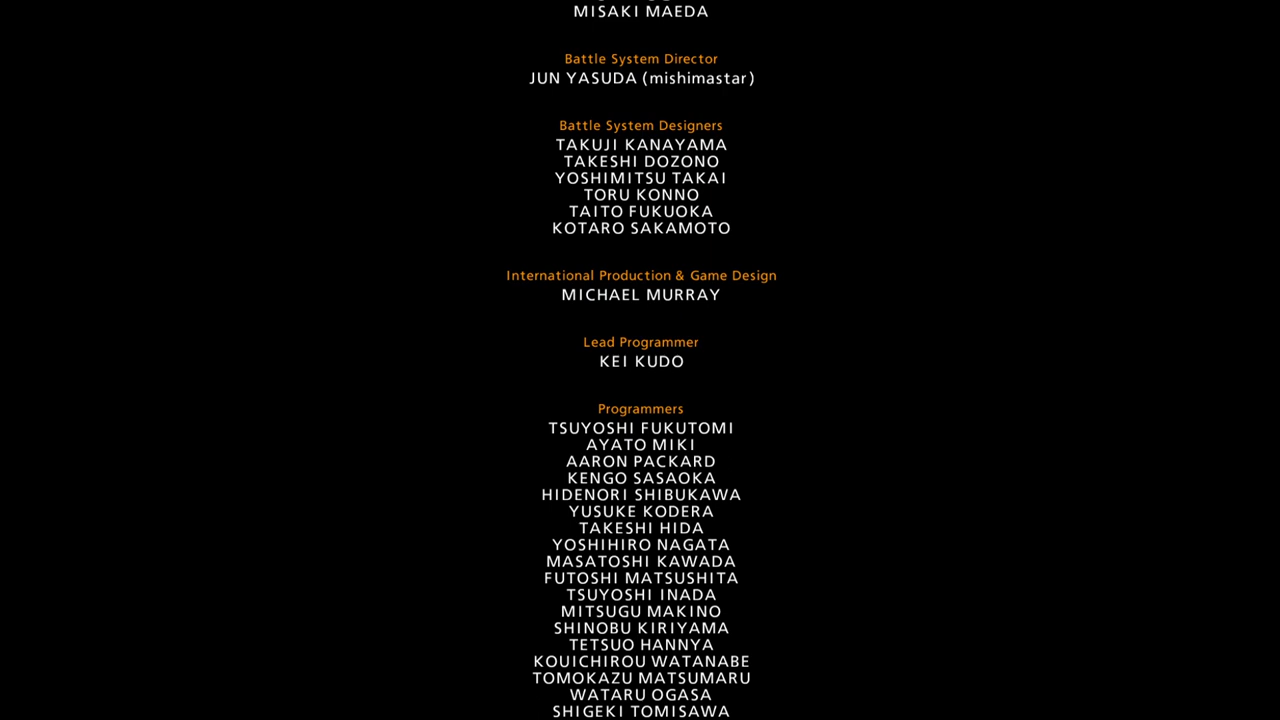 MISAKI MAEDA
Battle System Director
JUN YASUDA (mishimastar)
Battle System Designers
TAKUJI KANAYAMA
TAKESHI DOZONO
YOSHIMITSU TAKAI
TORU KONNO
TAITO FUKUOKA
KOTARO SAKAMOTO
International Production & Game Design
MICHAEL MURRAY
Lead Programmer
KEI KUDO
Programmers
TSUYOSHI FUKUTOMI
AYATO MIKI
AARON PACKARD
KENGO SASAOKA
HIDENORI SHIBUKAWA
YUSUKE KODERA
TAKESHI HIDA
YOSHIHIRO NAGATA
MASATOSHI KAWADA
FUTOSHI MATSUSHITA
TSUYOSHI INADA
MITSUGU MAKINO
SHINOBU KIRIYAMA
TETSUO HANNYA
KOUICHIROU WATANABE
TOMOKAZU MATSUMARU
WATARU OGASA
SHIGEKI TOMISAWA